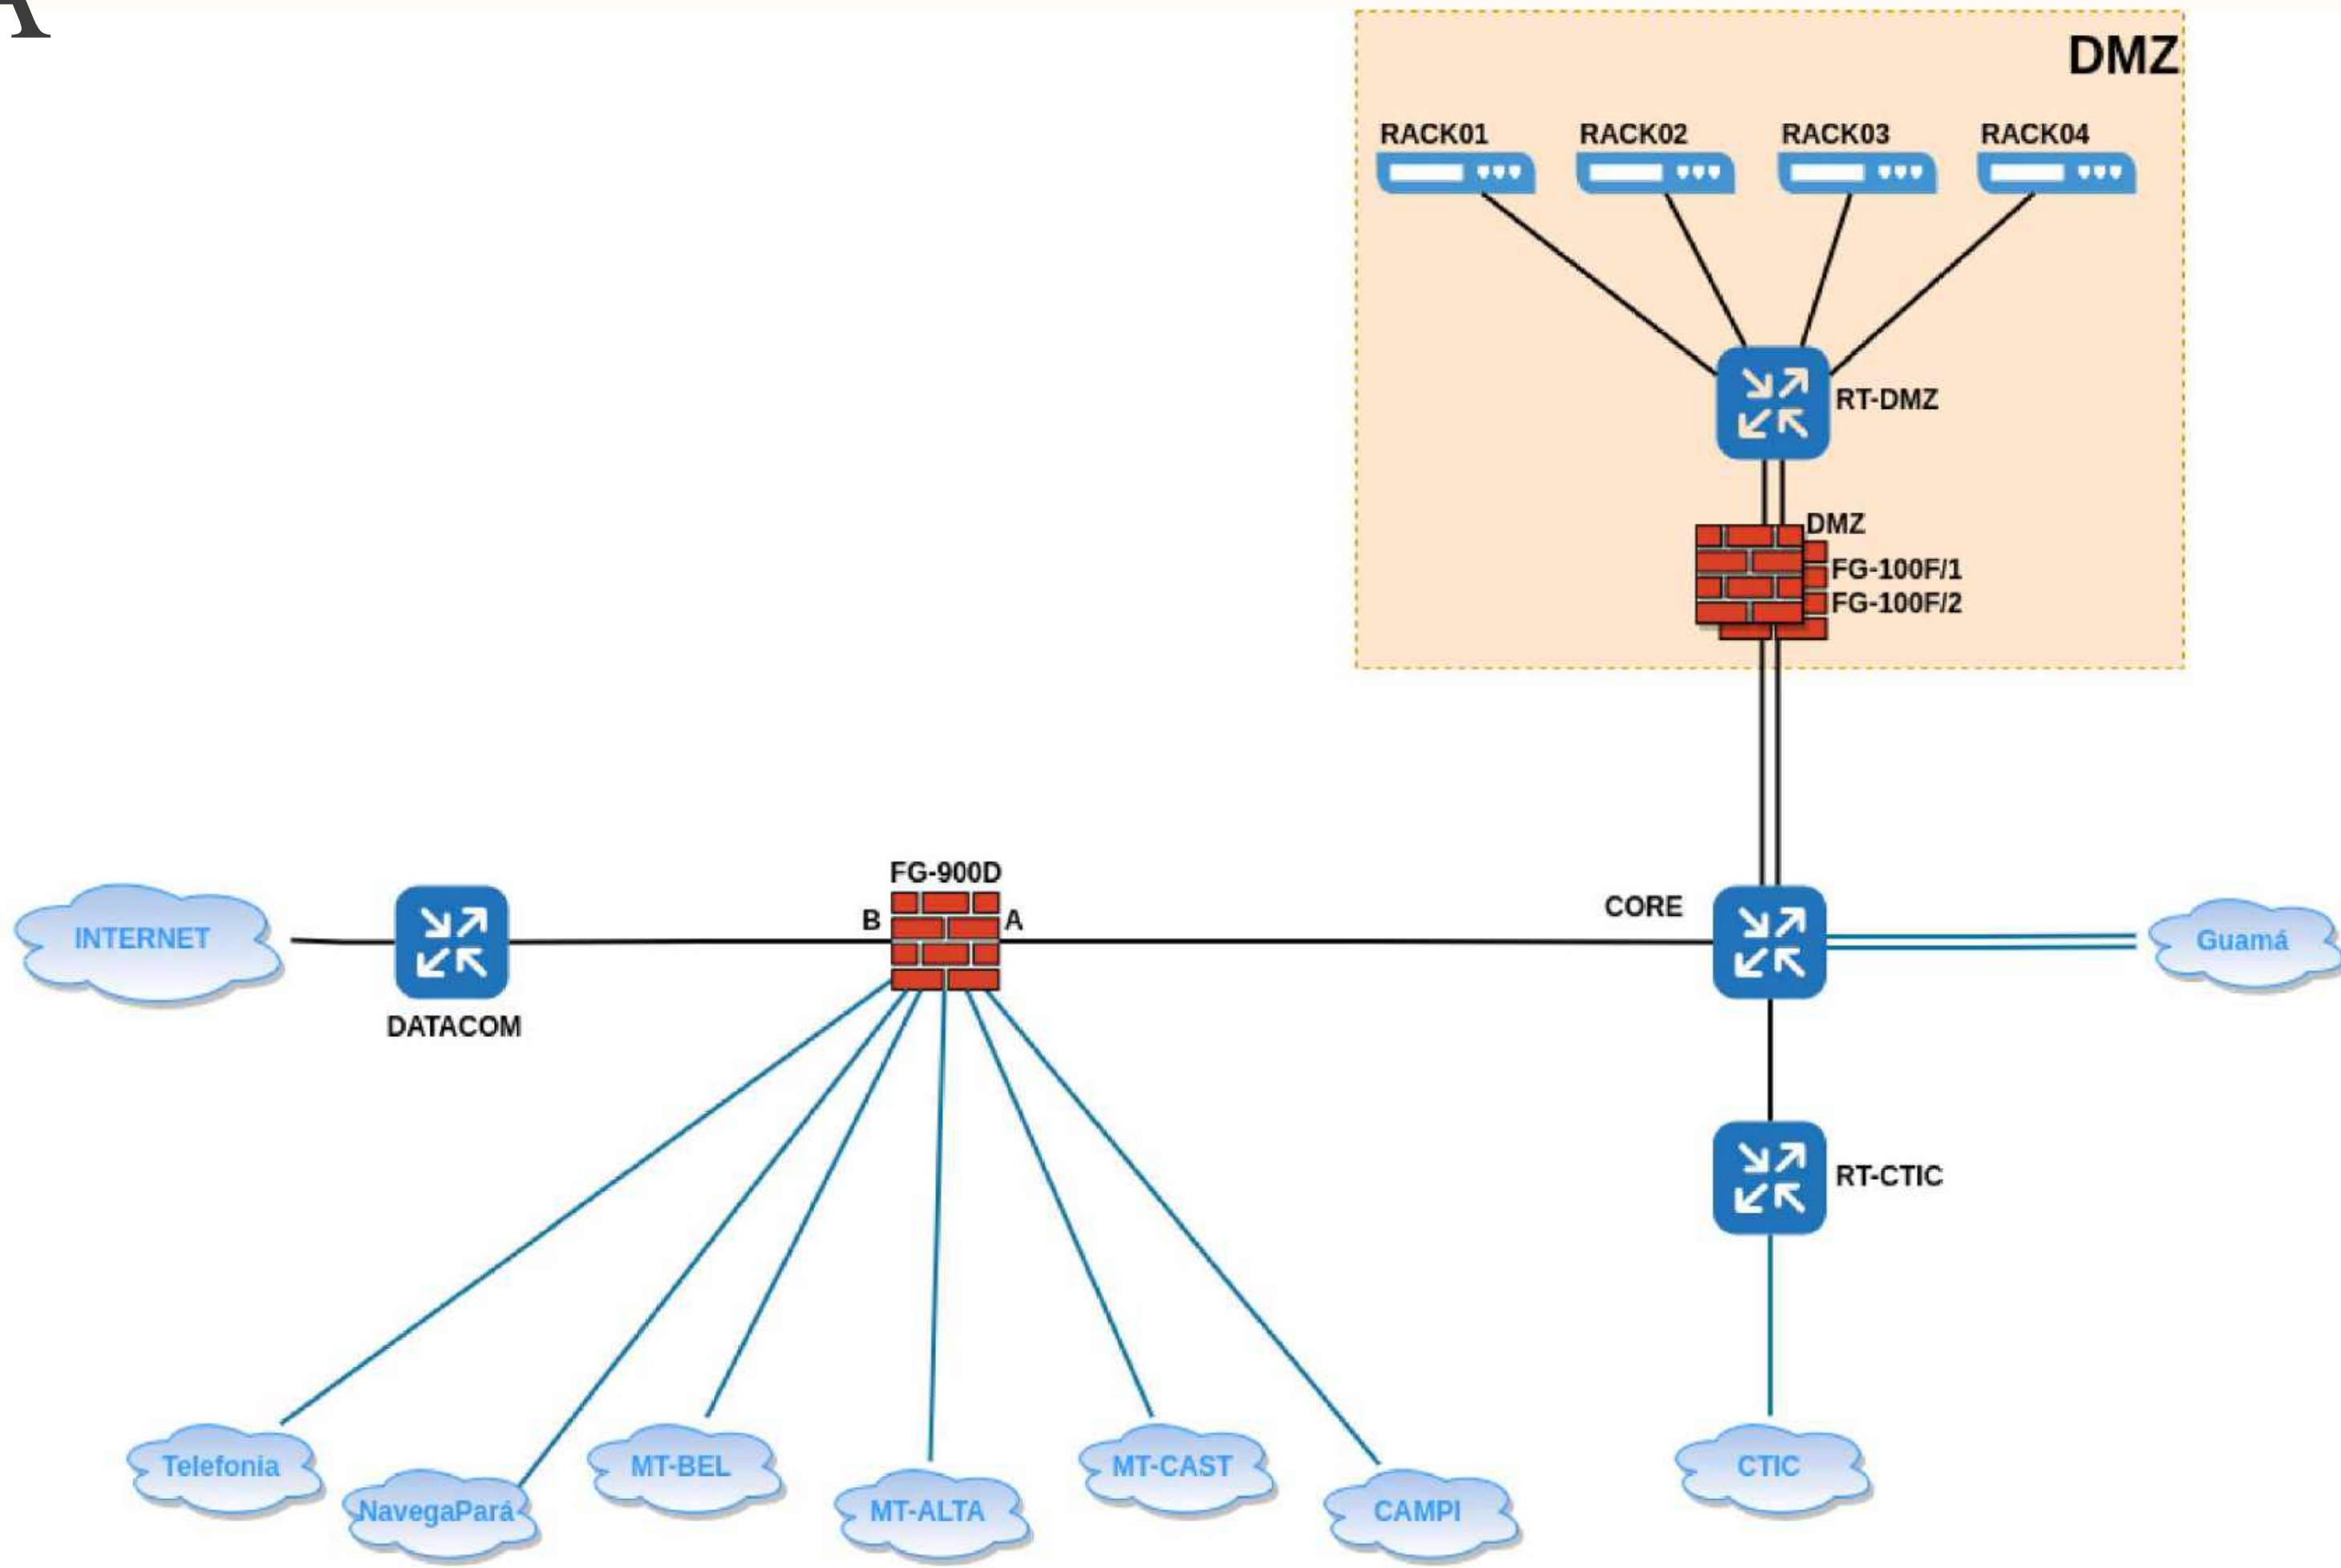 DMZ
RACK01 RACK02 RACK03 RACK04
RT-DMZ
DMZ
FG-100F/1
FG-100F/2
FG-900D
B A
CORE
INTERNET
Guamá
DATACOM
RT-CTIC
Telefonia
MT-BEL
MT-CAST
CTIC
NavegaPará
MT-ALTA
CAMPI